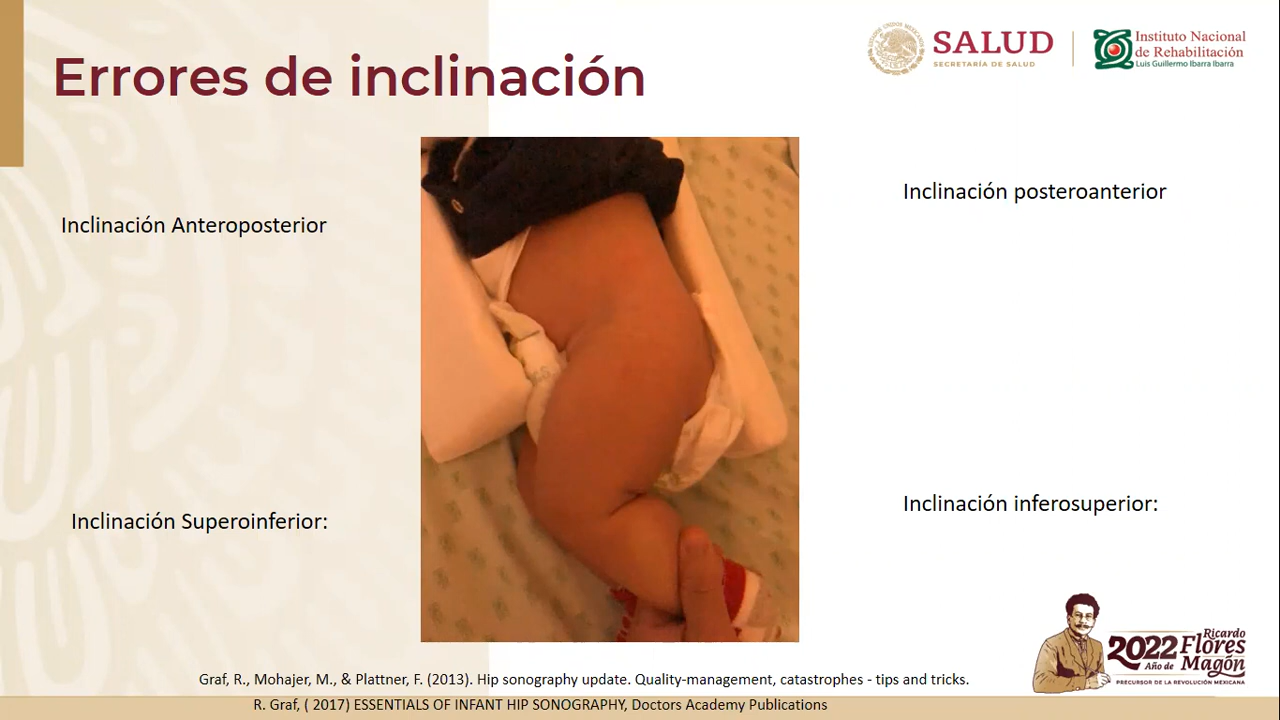 Errores de inclinación
SALUD
SECRETARÍA DE SALUD
Instituto Nacional
de Rehabilitación
Luis Guillermo Ibarra Ibarra
Inclinación Anteroposterior
Inclinación posteroanterior
Inclinación Superoinferior:
Inclinación inferosuperior:
2022
Año de
Ricardo
Flores
Magón
PRECURSOR DE LA REVOLUCIÓN MEXICANA
Graf, R., Mohajer, M., & Plattner, F. (2013). Hip sonography update. Quality-management, catastrophes - tips and tricks.
R. Graf, ( 2017) ESSENTIALS OF INFANT HIP SONOGRAPHY, Doctors Academy Publications